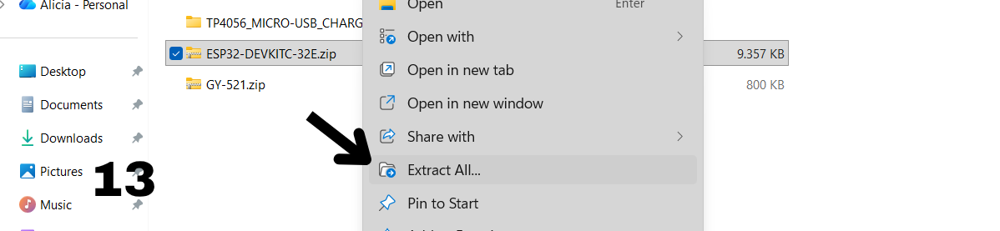 Alicia - Personal
Desktop
Documents
Downloads
Pictures
Music
13
TP4056_MICRO-USB_CHARG
ESP32-DEVKITC-32E.zip
9.357 KB
GY-521.zip
800 KB
Open
Enter
Open with
Open in new tab
Open in new window
Share with
Extract All...
Pin to Start